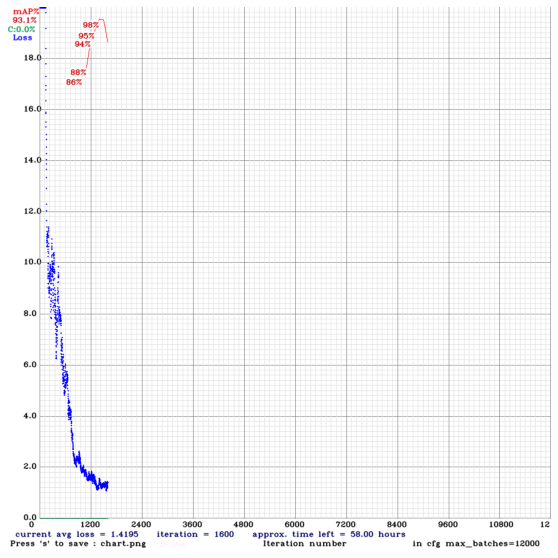 mAP%
93.1%
C:0.0%
Loss
98%
95%
94%
88%
86%
18.0
16.0
14.0
12.0
10.0
8.0
6.0
4.0
2.0
0.0
0 1200 2400 3600 4800 6000 7200 8400 9600 10800 12
current avg loss = 1.4195 iteration = 1600 approx. time left = 58.00 hours
Press 's' to save : chart.png Iteration number in cfg max_batches=12000